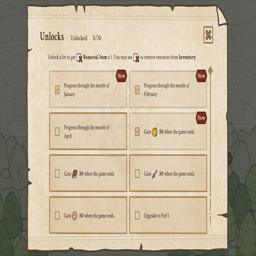 Unlocks Unlocked: 3/10
Unlock a lot to get Removal Item x 1. You may use to remove resources from Inventory.
New
New
Progress through the month of
January
Progress through the month of
February
New
Progress through the month of
April
Gain 30 when the game ends.
Gain 30 when the game ends.
Gain 30 when the game ends.
Gain 30 when the game ends.
Upgrade to Fief 1